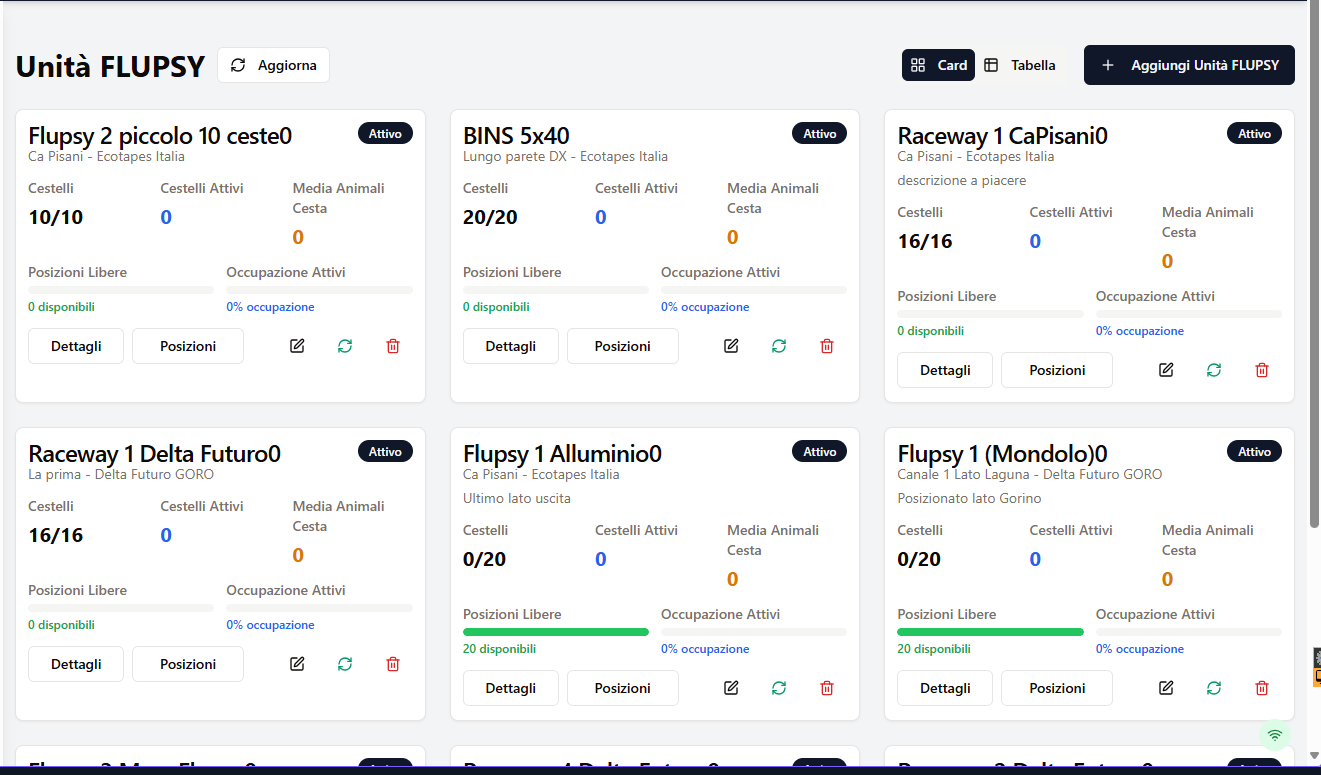 Unità FLUPSY
Aggiorna
Card
Tabella
Aggiungi Unità FLUPSY
Flupsy 2 piccolo 10 ceste0
Attivo
Ca Pisani - Ecotapes Italia
Cestelli
Cestelli Attivi
Media Animali
Cesta
10/10
0
0
Posizioni Libere
Occupazione Attivi
0 disponibili
0% occupazione
Dettagli
Posizioni
BINS 5x40
Attivo
Lungo parete DX - Ecotapes Italia
Cestelli
Cestelli Attivi
Media Animali
Cesta
20/20
0
0
Posizioni Libere
Occupazione Attivi
0 disponibili
0% occupazione
Dettagli
Posizioni
Raceway 1 CaPisani0
Attivo
Ca Pisani - Ecotapes Italia
descrizione a piacere
Cestelli
Cestelli Attivi
Media Animali
Cesta
16/16
0
0
Posizioni Libere
Occupazione Attivi
0 disponibili
0% occupazione
Dettagli
Posizioni
Raceway 1 Delta Futuro0
Attivo
La prima - Delta Futuro GORO
Cestelli
Cestelli Attivi
Media Animali
Cesta
16/16
0
0
Posizioni Libere
Occupazione Attivi
0 disponibili
0% occupazione
Dettagli
Posizioni
Flupsy 1 Alluminio0
Attivo
Ca Pisani - Ecotapes Italia
Ultimo lato uscita
Cestelli
Cestelli Attivi
Media Animali
Cesta
0/20
0
0
Posizioni Libere
Occupazione Attivi
20 disponibili
0% occupazione
Dettagli
Posizioni
Flupsy 1 (Mondolo)0
Attivo
Canale 1 Lato Laguna - Delta Futuro GORO
Posizionato lato Gorino
Cestelli
Cestelli Attivi
Media Animali
Cesta
0/20
0
0
Posizioni Libere
Occupazione Attivi
20 disponibili
0% occupazione
Dettagli
Posizioni